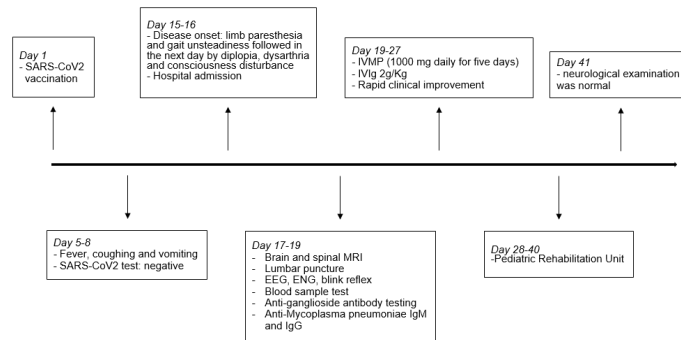 Day 1
- SARS-CoV2
vaccination
Day 15-16
- Disease onset: limb paresthesia
and gait unsteadiness followed in
the next day by diplopia, dysarthria
and consciousness disturbance
- Hospital admission
Day 19-27
- IVMP (1000 mg daily for five days)
- IVIg 2g/Kg
- Rapid clinical improvement
Day 41
- neurological examination
was normal
Day 5-8
- Fever, coughing and vomiting
- SARS-CoV2 test: negative
Day 17-19
- Brain and spinal MRI
- Lumbar puncture
- EEG, ENG, blink reflex
- Blood sample test
- Anti-ganglioside antibody testing
- Anti-Mycoplasma pneumoniae IgM
and IgG
Day 28-40
-Pediatric Rehabilitation Unit